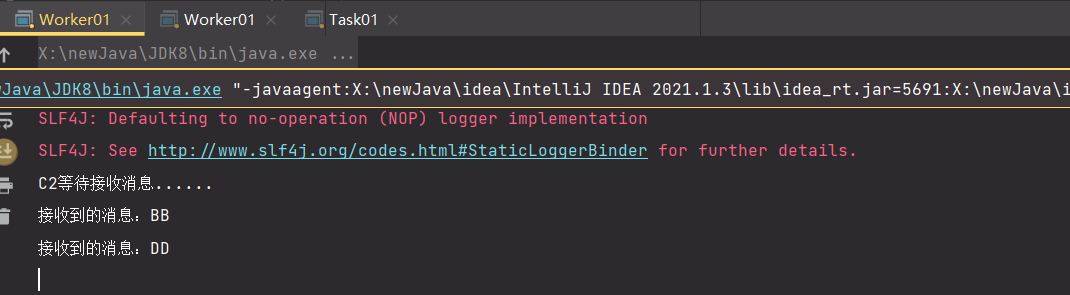 Worker01 Worker01 Task01
X:\newJava\JDK8\bin\java.exe ...
wJava\JDK8\bin\java.exe "-javaagent:X:\newJava\idea\IntelliJ IDEA 2021.1.3\lib\idea_rt.jar=5691:X:\newJava\i
SLF4J: Defaulting to no-operation (NOP) logger implementation
SLF4J: See http://www.slf4j.org/codes.html#StaticLoggerBinder for further details.
C2等待接收消息......
接收到的消息：BB
接收到的消息：DD